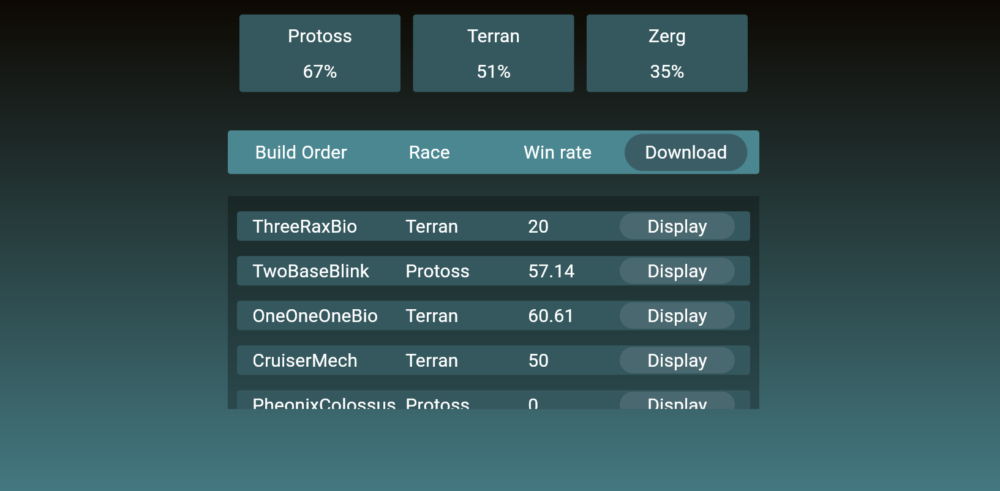 Protoss Terran Zerg
67% 51% 35%
Build Order Race Win rate Download
ThreeRaxBio Terran 20 Display
TwoBaseBlink Protoss 57.14 Display
OneOneOneBio Terran 60.61 Display
CruiserMech Terran 50 Display
PheonixColossus Protoss 0 Display